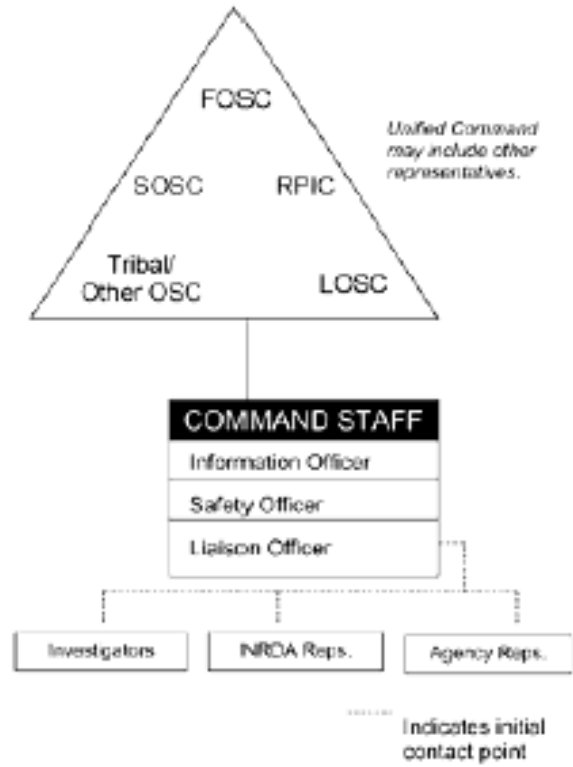 FOSC
Unified Command
may include other
representatives.
SOSC
RPIC
Tribal/
Other OSC
LOSC
COMMAND STAFF
Information Officer
Safety Officer
Liaison Officer
Investigators
NRDA Reps.
Agency Reps.
Indicates initial
contact point